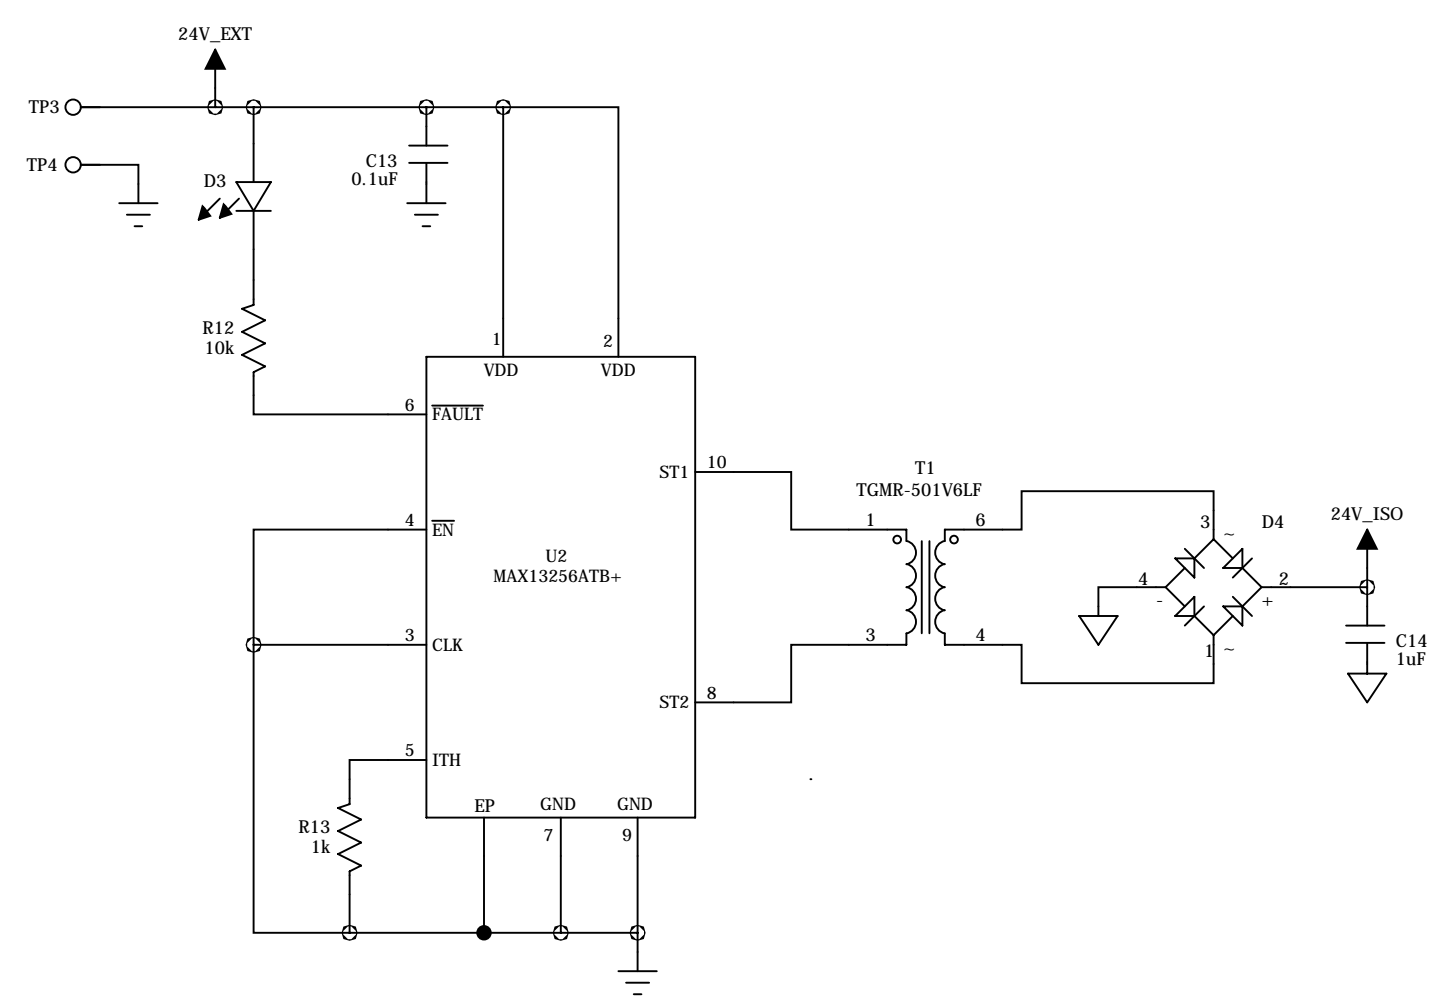 24V_EXT
TP3
TP4
D3
C13
0.1uF
R12
10k
1
2
VDD
VDD
6
FAULT
ST1
10
4
EN
U2
MAX13256ATB+
3
CLK
ST2
8
5
ITH
EP
GND
GND
7
9
R13
1k
T1
TGMR-501V6LF
1
6
3
4
3
~
D4
4
-
2
+
1
~
24V_ISO
C14
1uF